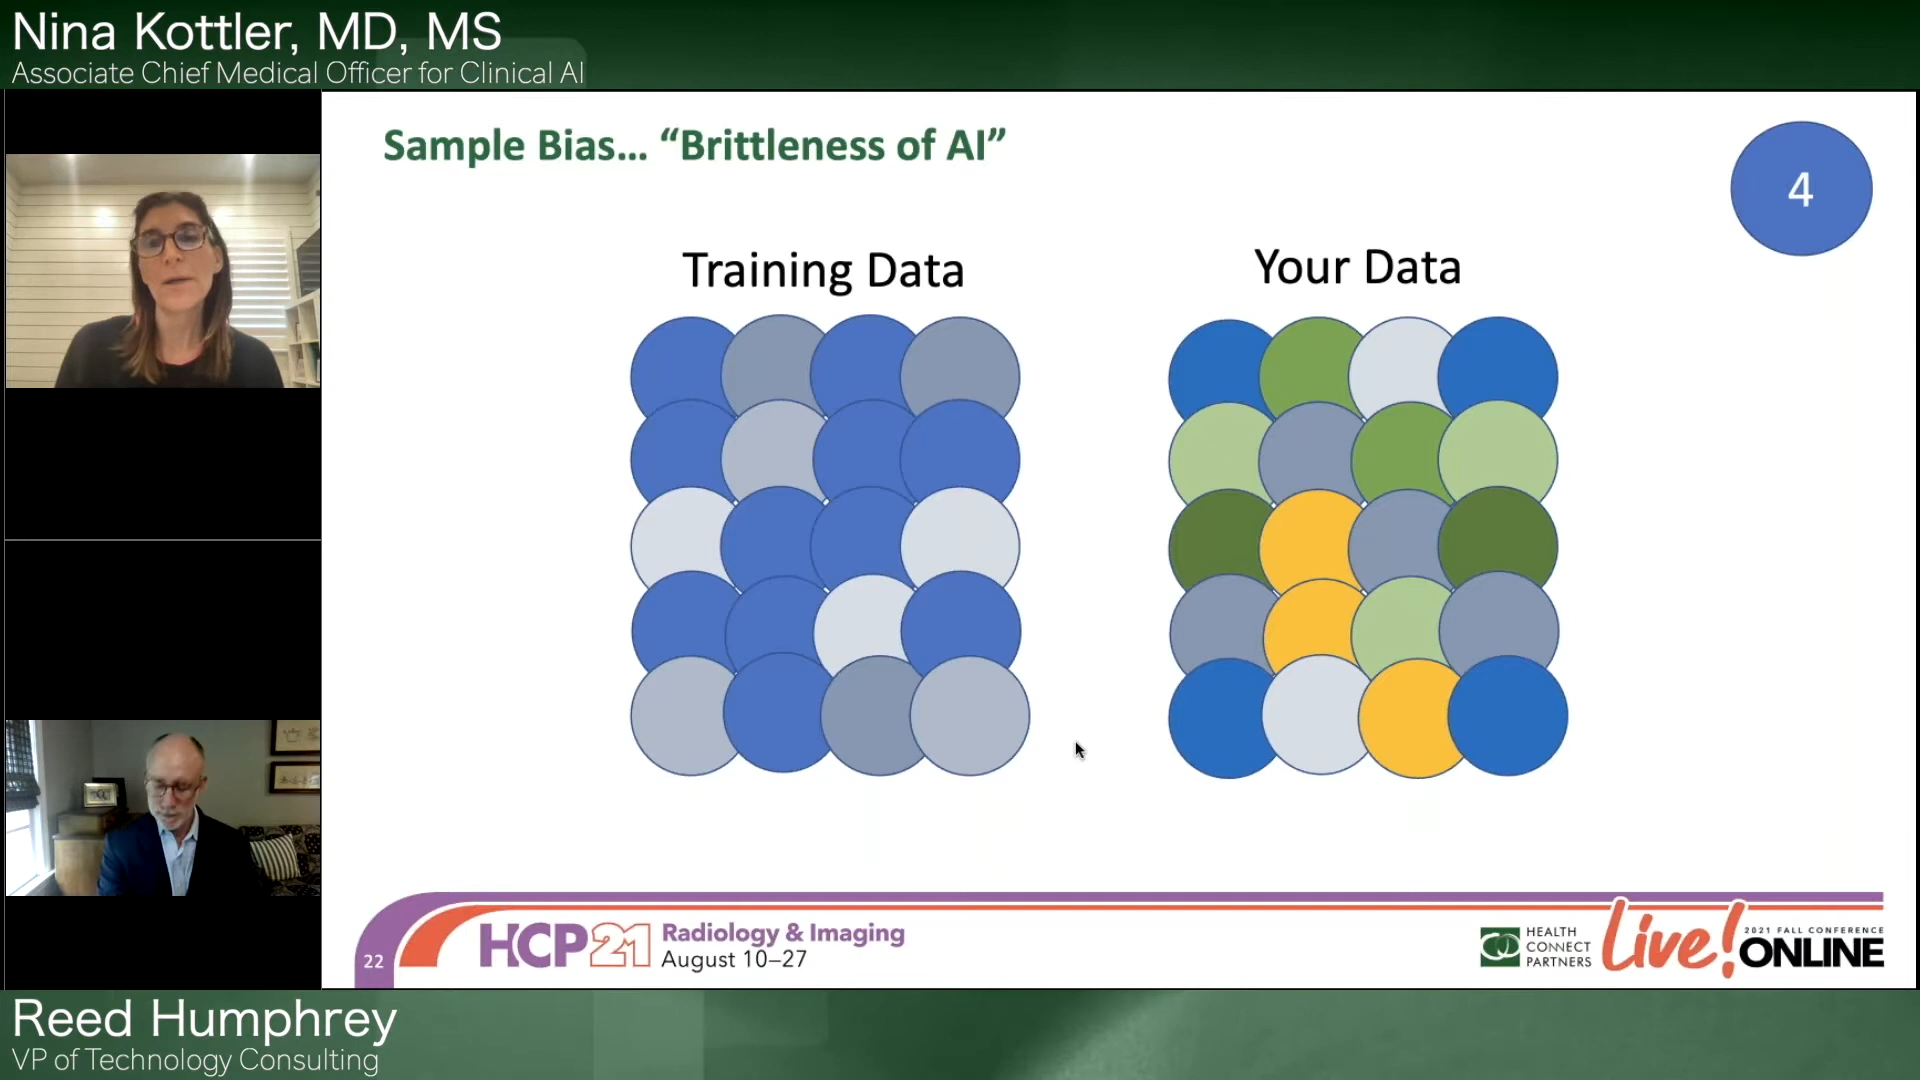 Nina Kottler, MD, MS
Associate Chief Medical Officer for Clinical AI
Sample Bias... “Brittleness of AI”
4
Training Data
Your Data
22
HCP21
Radiology & Imaging
August 10–27
HEALTH
CONNECT
PARTNERS
Live!
2021 FALL CONFERENCE
ONLINE
Reed Humphrey
VP of Technology Consulting